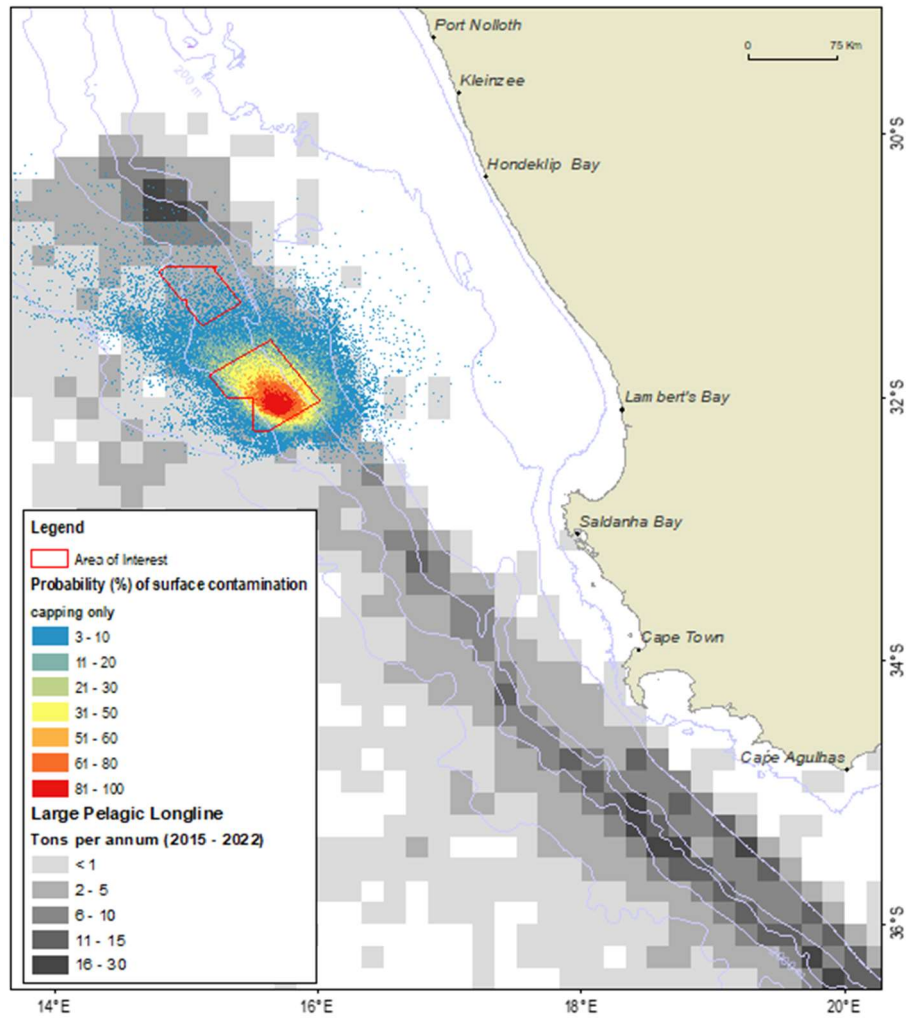 Port Nolloth
0 75 Km
Kleinzee
200 m
30°S
Hondeklip Bay
32°S
Lambert's Bay
Saldanha Bay
Legend
Area of Interest
Probability (%) of surface contamination
capping only
3 - 10
11 - 20
21 - 30
31 - 50
51 - 60
61 - 80
81 - 100
Large Pelagic Longline
Tons per annum (2015 - 2022)
< 1
2 - 5
6 - 10
11 - 15
16 - 30
Cape Town
34°S
Cape Agulhas
36°S
14°E 16°E 18°E 20°E